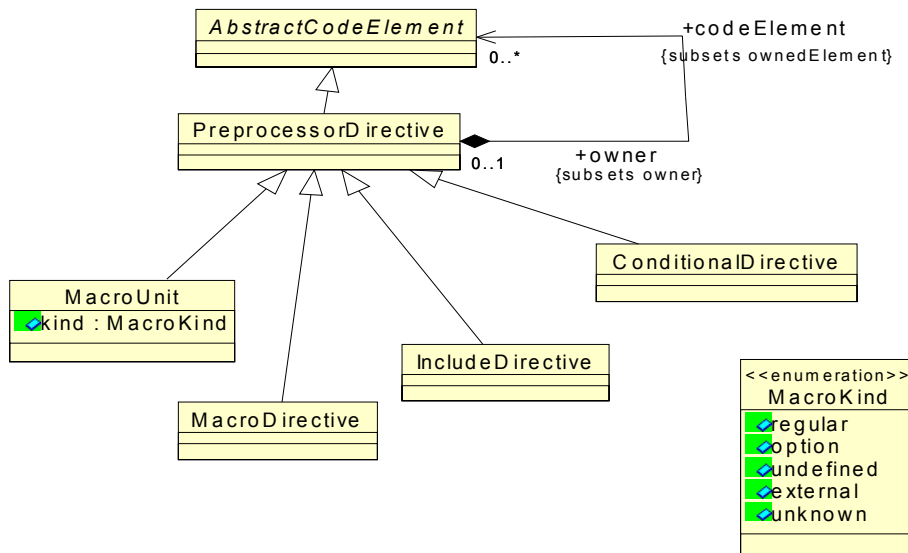 AbstractCodeElement
+codeElement
0..*
{subsets ownedElement}
PreprocessorDirective
0..1
+owner
{subsets owner}
ConditionalDirective
MacroUnit
kind : MacroKind
IncludeDirective
MacroDirective
<<enumeration>>
MacroKind
regular
option
undefined
external
unknown